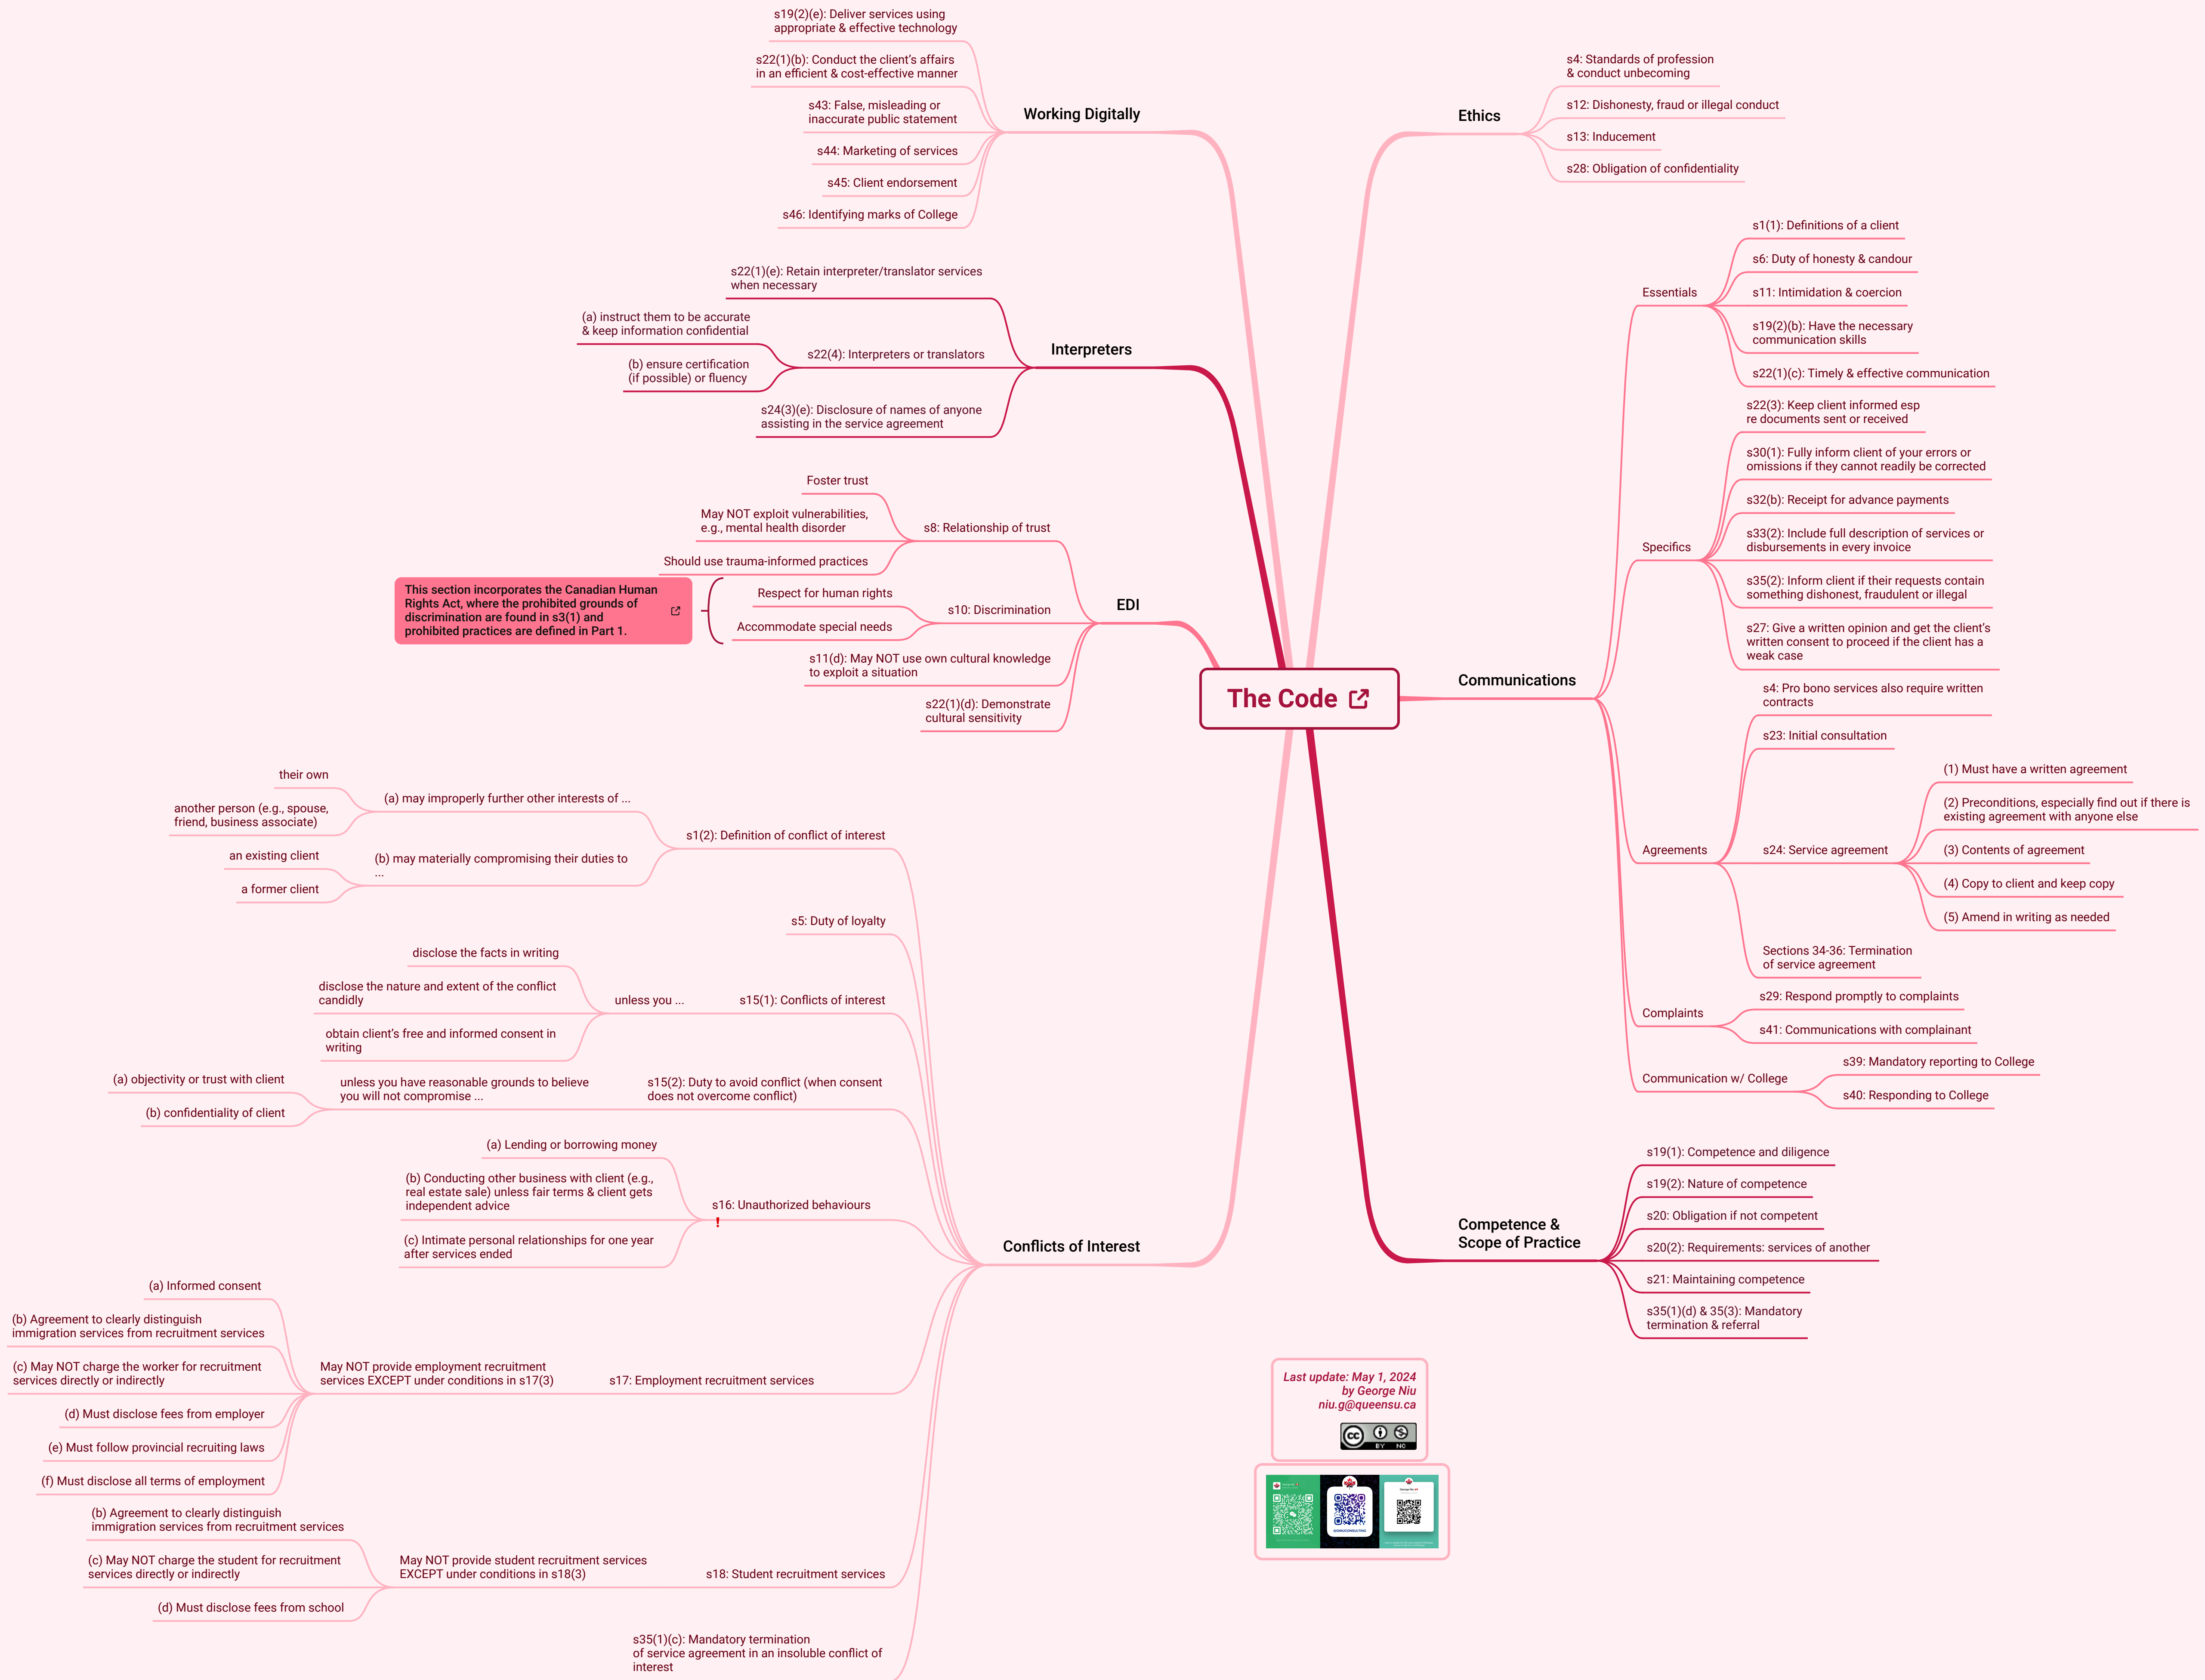 The Code
Working Digitally
s19(2)(e): Deliver services using
appropriate & effective technology
s22(1)(b): Conduct the client's affairs
in an efficient & cost-effective manner
s43: False, misleading or
inaccurate public statement
s44: Marketing of services
s45: Client endorsement
s46: Identifying marks of College
Interpreters
s22(1)(e): Retain interpreter/translator services
when necessary
s22(4): Interpreters or translators
(a) instruct them to be accurate
& keep information confidential
(b) ensure certification
(if possible) or fluency
s24(3)(e): Disclosure of names of anyone
assisting in the service agreement
EDI
s8: Relationship of trust
Foster trust
May NOT exploit vulnerabilities,
e.g., mental health disorder
Should use trauma-informed practices
s10: Discrimination
Respect for human rights
Accommodate special needs
This section incorporates the Canadian Human
Rights Act, where the prohibited grounds of
discrimination are found in s3(1) and
prohibited practices are defined in Part 1.
s11(d): May NOT use own cultural knowledge
to exploit a situation
s22(1)(d): Demonstrate
cultural sensitivity
Conflicts of Interest
s1(2): Definition of conflict of interest
(a) may improperly further other interests of ...
their own
another person (e.g., spouse,
friend, business associate)
(b) may materially compromising their duties to
...
an existing client
a former client
s5: Duty of loyalty
s15(1): Conflicts of interest
unless you ...
disclose the facts in writing
disclose the nature and extent of the conflict
candidly
obtain client's free and informed consent in
writing
s15(2): Duty to avoid conflict (when consent
does not overcome conflict)
unless you have reasonable grounds to believe
you will not compromise ...
(a) objectivity or trust with client
(b) confidentiality of client
s16: Unauthorized behaviours
(a) Lending or borrowing money
(b) Conducting other business with client (e.g.,
real estate sale) unless fair terms & client gets
independent advice
(c) Intimate personal relationships for one year
after services ended
s17: Employment recruitment services
May NOT provide employment recruitment
services EXCEPT under conditions in s17(3)
(a) Informed consent
(b) Agreement to clearly distinguish
immigration services from recruitment services
(c) May NOT charge the worker for recruitment
services directly or indirectly
(d) Must disclose fees from employer
(e) Must follow provincial recruiting laws
(f) Must disclose all terms of employment
s18: Student recruitment services
May NOT provide student recruitment services
EXCEPT under conditions in s18(3)
(b) Agreement to clearly distinguish
immigration services from recruitment services
(c) May NOT charge the student for recruitment
services directly or indirectly
(d) Must disclose fees from school
s35(1)(c): Mandatory termination
of service agreement in an insoluble conflict of
interest
Ethics
s4: Standards of profession
& conduct unbecoming
s12: Dishonesty, fraud or illegal conduct
s13: Inducement
s28: Obligation of confidentiality
Communications
Essentials
s1(1): Definitions of a client
s6: Duty of honesty & candour
s11: Intimidation & coercion
s19(2)(b): Have the necessary
communication skills
s22(1)(c): Timely & effective communication
Specifics
s22(3): Keep client informed esp
re documents sent or received
s30(1): Fully inform client of your errors or
omissions if they cannot readily be corrected
s32(b): Receipt for advance payments
s33(2): Include full description of services or
disbursements in every invoice
s35(2): Inform client if their requests contain
something dishonest, fraudulent or illegal
s27: Give a written opinion and get the client's
written consent to proceed if the client has a
weak case
Agreements
s4: Pro bono services also require written
contracts
s23: Initial consultation
s24: Service agreement
(1) Must have a written agreement
(2) Preconditions, especially find out if there is
existing agreement with anyone else
(3) Contents of agreement
(4) Copy to client and keep copy
(5) Amend in writing as needed
Sections 34-36: Termination
of service agreement
Complaints
s29: Respond promptly to complaints
s41: Communications with complainant
Communication w/ College
s39: Mandatory reporting to College
s40: Responding to College
Competence &
Scope of Practice
s19(1): Competence and diligence
s19(2): Nature of competence
s20: Obligation if not competent
s20(2): Requirements: services of another
s21: Maintaining competence
s35(1)(d) & 35(3): Mandatory
termination & referral
Last update: May 1, 2024
by George Niu
niu.g@queensu.ca
cc
BY NC